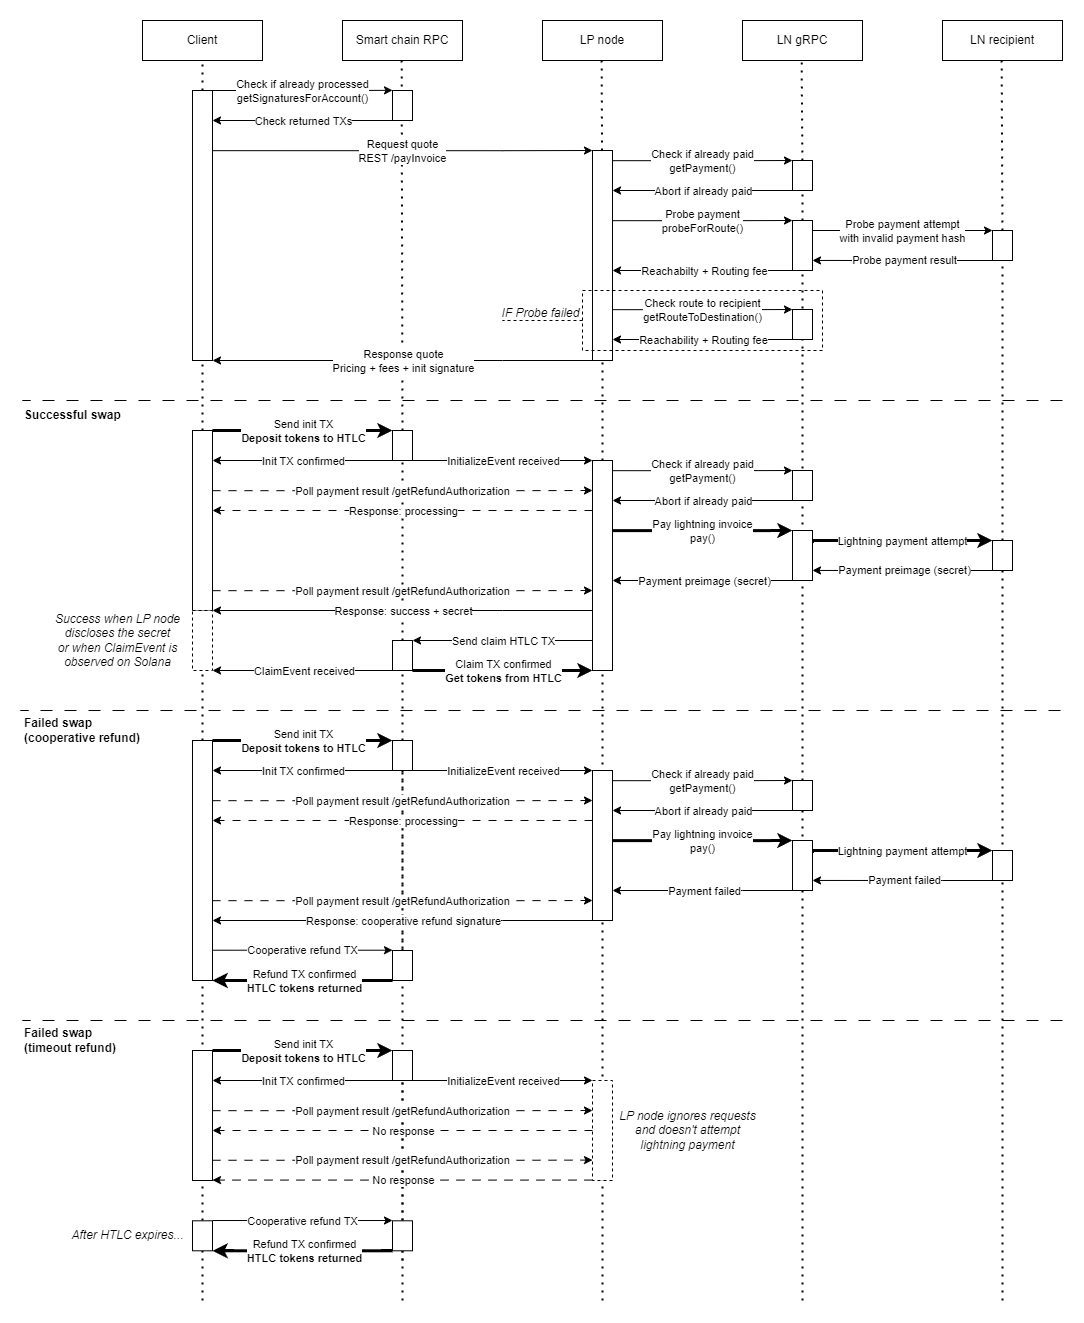 Client
Smart chain RPC
LP node
LN gRPC
LN recipient
Check if already processed
getSignaturesForAccount()
Check returned TXs
Request quote
REST /payInvoice
Check if already paid
getPayment()
Abort if already paid
Probe payment
probeForRoute()
Probe payment attempt
with invalid payment hash
Probe payment result
Reachabilty + Routing fee
IF Probe failed
Check route to recipient
getRouteToDestination()
Reachability + Routing fee
Response quote
Pricing + fees + init signature
Successful swap
Send init TX
Deposit tokens to HTLC
Init TX confirmed
InitializeEvent received
Check if already paid
getPayment()
Poll payment result /getRefundAuthorization
Abort if already paid
Response: processing
Pay lightning invoice
pay()
Lightning payment attempt
Payment preimage (secret)
Payment preimage (secret)
Poll payment result /getRefundAuthorization
Response: success + secret
Success when LP node
discloses the secret
or when ClaimEvent is
observed on Solana
Send claim HTLC TX
ClaimEvent received
Claim TX confirmed
Get tokens from HTLC
Failed swap
(cooperative refund)
Send init TX
Deposit tokens to HTLC
Init TX confirmed
InitializeEvent received
Check if already paid
getPayment()
Poll payment result /getRefundAuthorization
Abort if already paid
Response: processing
Pay lightning invoice
pay()
Lightning payment attempt
Payment failed
Payment failed
Poll payment result /getRefundAuthorization
Response: cooperative refund signature
Cooperative refund TX
Refund TX confirmed
HTLC tokens returned
Failed swap
(timeout refund)
Send init TX
Deposit tokens to HTLC
Init TX confirmed
InitializeEvent received
Poll payment result /getRefundAuthorization
No response
LP node ignores requests
and doesn't attempt
lightning payment
Poll payment result /getRefundAuthorization
No response
After HTLC expires...
Cooperative refund TX
Refund TX confirmed
HTLC tokens returned